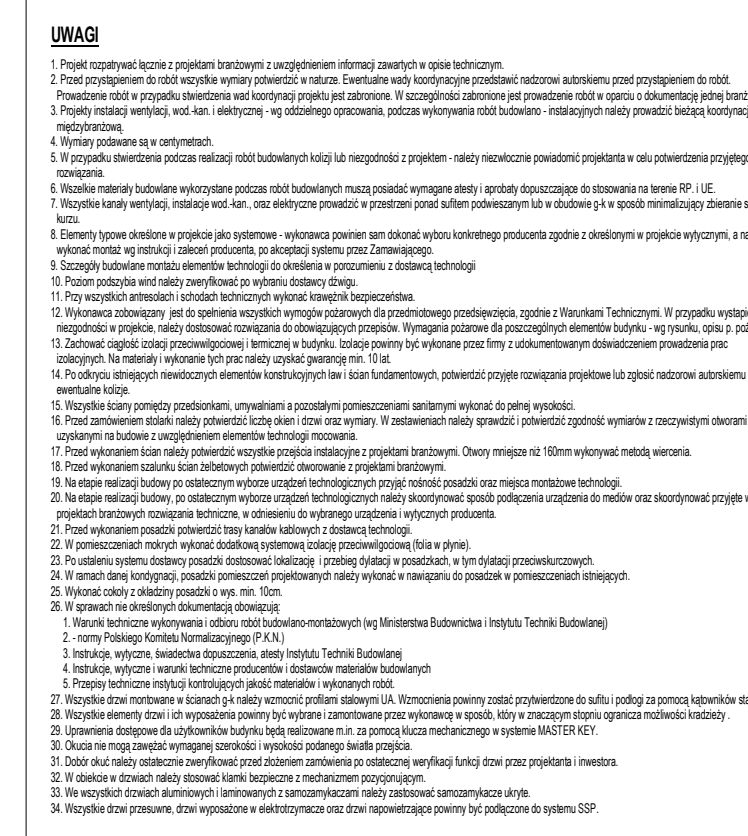 UWAGI
1. Projekt rozpatrywać łącznie z projektami branżowymi z uwzględnieniem informacji zawartych w opisie technicznym.
2. Przed przystąpieniem do robót wszystkie wymiary potwierdzić w naturze. Ewentualne wady koordynacyjne przedstawić nadzorowi autorskiemu przed przystąpieniem do robót.
Prowadzenie robót w przypadku stwierdzenia wad koordynacji projektu jest zabronione. W szczególności zabronione jest prowadzenie robót w oparciu o dokumentację jednej branż
3. Projekty instalacji wentylacji, wod.-kan. i elektrycznej - wg oddzielnego opracowania, podczas wykonywania robót budowlano - instalacyjnych należy prowadzić bieżącą koordynacj
międzybranżową.
4. Wymiary podawane są w centymetrach.
5. W przypadku stwierdzenia podczas realizacji robót budowlanych kolizji lub niezgodności z projektem - należy niezwłocznie powiadomić projektanta w celu potwierdzenia przyjętego
rozwiązania.
6. Wszelkie materiały budowlane wykorzystane podczas robót budowlanych muszą posiadać wymagane atesty i aprobaty dopuszczające do stosowania na terenie RP. i UE.
7. Wszystkie kanały wentylacji, instalacje wod.-kan., oraz elektryczne prowadzić w przestrzeni ponad sufitem podwieszanym lub w obudowie g-k w sposób minimalizujący zbieranie s
kurzu.
8. Elementy typowe określone w projekcie jako systemowe - wykonawca powinien sam dokonać wyboru konkretnego producenta zgodnie z określonymi w projekcie wytycznymi, a na
wykonać montaż wg instrukcji i zaleceń producenta, po akceptacji systemu przez Zamawiającego.
9. Szczegóły budowlane montażu elementów technologii do określenia w porozumieniu z dostawcą technologii
10. Poziom podszybia wind należy zweryfikować po wybraniu dostawcy dźwigu.
11. Przy wszystkich antresolach i schodach technicznych wykonać krawężnik bezpieczeństwa.
12. Wykonawca zobowiązany jest do spełnienia wszystkich wymogów pożarowych dla przedmiotowego przedsięwzięcia, zgodnie z Warunkami Technicznymi. W przypadku wystąpie
niezgodności w projekcie, należy dostosować rozwiązania do obowiązujących przepisów. Wymagania pożarowe dla poszczególnych elementów budynku - wg rysunku, opisu p. poż
13. Zachować ciągłość izolacji przeciwwilgociowej i termicznej w budynku. Izolacje powinny być wykonane przez firmy z udokumentowanym doświadczeniem prowadzenia prac
izolacyjnych. Na materiały i wykonanie tych prac należy uzyskać gwarancję min. 10 lat.
14. Po odkryciu istniejących niewidocznych elementów konstrukcyjnych ław i ścian fundamentowych, potwierdzić przyjęte rozwiązania projektowe lub zgłosić nadzorowi autorskiemu
ewentualne kolizje.
15. Wszystkie ściany pomiędzy przedsionkami, umywalniami a pozostałymi pomieszczeniami sanitarnymi wykonać do pełnej wysokości.
16. Przed zamówieniem stolarki należy potwierdzić liczbę okien i drzwi oraz wymiary. W zestawieniach należy sprawdzić i potwierdzić zgodność wymiarów z rzeczywistymi otworami
uzyskanymi na budowie z uwzględnieniem elementów technologii mocowania.
17. Przed wykonaniem ścian należy potwierdzić wszystkie przejścia instalacyjne z projektami branżowymi. Otwory mniejsze niż 160mm wykonywać metodą wiercenia.
18. Przed wykonaniem szalunku ścian żelbetowych potwierdzić otworowanie z projektami branżowymi.
19. Na etapie realizacji budowy po ostatecznym wyborze urządzeń technologicznych przyjąć nośność posadzki oraz miejsca montażowe technologii.
20. Na etapie realizacji budowy, po ostatecznym wyborze urządzeń technologicznych należy skoordynować sposób podłączenia urządzenia do mediów oraz skoordynować przyjęte w
projektach branżowych rozwiązania techniczne, w odniesieniu do wybranego urządzenia i wytycznych producenta.
21. Przed wykonaniem posadzki potwierdzić trasy kanałów kablowych z dostawcą technologii.
22. W pomieszczeniach mokrych wykonać dodatkową systemową izolację przeciwwilgociową (folia w płynie).
23. Po ustaleniu systemu dostawcy posadzki dostosować lokalizację i przebieg dylatacji w posadzkach, w tym dylatacji przeciwskurczowych.
24. W ramach danej kondygnacji, posadzki pomieszczeń projektowanych należy wykonać w nawiązaniu do posadzek w pomieszczeniach istniejących.
25. Wykonać cokoły z okładziny posadzki o wys. min. 10cm.
26. W sprawach nie określonych dokumentacją obowiązują:
1. Warunki techniczne wykonywania i odbioru robót budowlano-montażowych (wg Ministerstwa Budownictwa i Instytutu Techniki Budowlanej)
2. - normy Polskiego Komitetu Normalizacyjnego (P.K.N.)
3. Instrukcje, wytyczne, świadectwa dopuszczenia, atesty Instytutu Techniki Budowlanej
4. Instrukcje, wytyczne i warunki techniczne producentów i dostawców materiałów budowlanych
5. Przepisy techniczne instytucji kontrolujących jakość materiałów i wykonanych robót.
27. Wszystkie drzwi montowane w ścianach g-k należy wzmocnić profilami stalowymi UA. Wzmocnienia powinny zostać przytwierdzone do sufitu i podłogi za pomocą kątowników sta
28. Wszystkie elementy drzwi i ich wyposażenia powinny być wybrane i zamontowane przez wykonawcę w sposób, który w znaczącym stopniu ogranicza możliwości kradzieży .
29. Uprawnienia dostępowe dla użytkowników budynku będą realizowane m.in. za pomocą klucza mechanicznego w systemie MASTER KEY.
30. Okucia nie mogą zawężać wymaganej szerokości i wysokości podanego światła przejścia.
31. Dobór okuć należy ostatecznie zweryfikować przed złożeniem zamówienia po ostatecznej weryfikacji funkcji drzwi przez projektanta i inwestora.
32. W obiekcie w drzwiach należy stosować klamki bezpieczne z mechanizmem pozycjonującym.
33. We wszystkich drzwiach aluminiowych i laminowanych z samozamykaczami należy zastosować samozamykacze ukryte.
34. Wszystkie drzwi przesuwne, drzwi wyposażone w elektrotrzymacze oraz drzwi napowietrzające powinny być podłączone do systemu SSP.